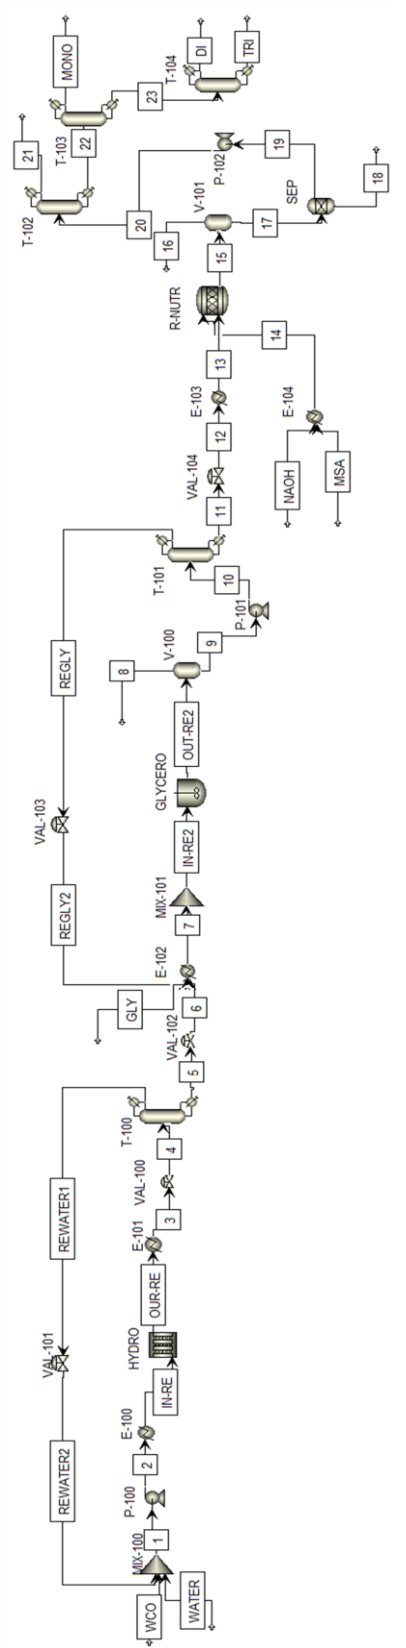 MONO
DI
TRI
T-104
23
T-103
22
21
T-102
20
P-102
19
SEP
18
V-101
17
16
15
R-NUTR
14
13
E-103
12
E-104
VAL-104
NAOH
MSA
11
T-101
10
REGLY
P-101
9
V-100
8
OUT-RE2
GLYCERO
VAL-103
IN-RE2
MIX-101
REGLY2
7
E-102
GLY
6
VAL-102
5
T-100
4
REWATER1
VAL-100
3
E-101
OUR-RE
HYDRO
VAL-101
IN-RE
E-100
REWATER2
2
P-100
1
MIX-100
WCO
WATER